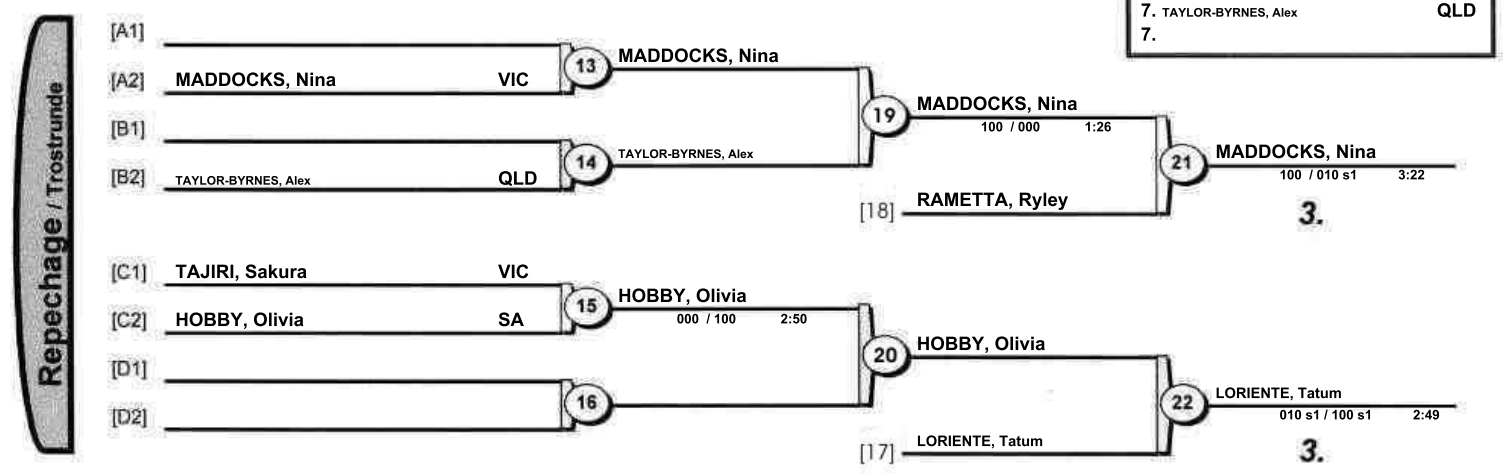 7. TAYLOR-BYRNES, Alex QLD
7.
Repechage / Trostrunde
[A1]
[A2] MADDOCKS, Nina VIC
13 MADDOCKS, Nina
[B1]
[B2] TAYLOR-BYRNES, Alex QLD
14 TAYLOR-BYRNES, Alex
19 MADDOCKS, Nina
100 / 000 1:26
[18] RAMETTA, Ryley
21 MADDOCKS, Nina
100 / 010 s1 3:22
3.
[C1] TAJIRI, Sakura VIC
[C2] HOBBY, Olivia SA
15 HOBBY, Olivia
000 / 100 2:50
[D1]
[D2]
16
20 HOBBY, Olivia
[17] LORIENTE, Tatum
22 LORIENTE, Tatum
010 s1 / 100 s1 2:49
3.